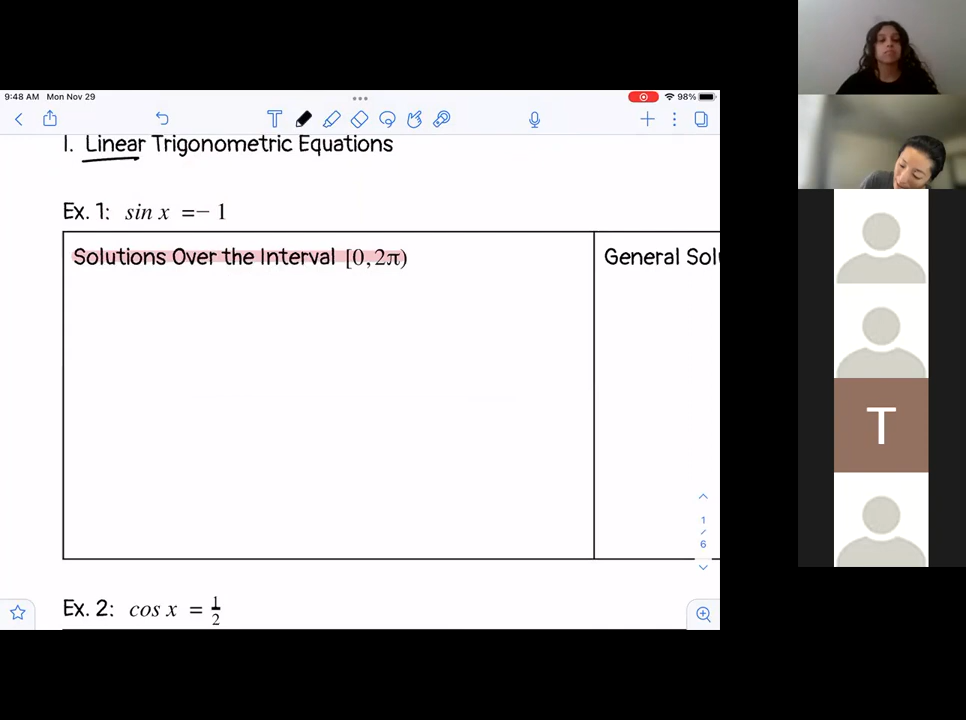 9:48 AM Mon Nov 29
98%
I. Linear Trigonometric Equations
Ex. 1: sin x = − 1
Solutions Over the Interval [0, 2π)
General Sol
1
6
Ex. 2: cos x = 1/2
T